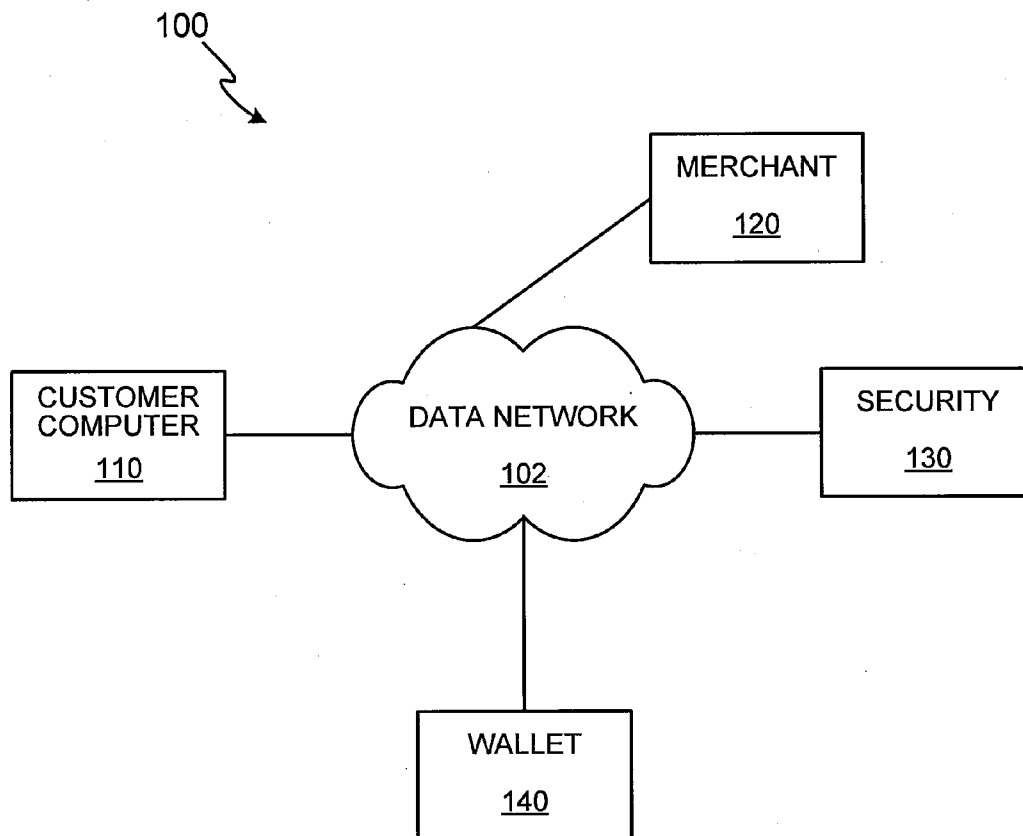 100
MERCHANT
120
CUSTOMER
COMPUTER
110
DATA NETWORK
102
SECURITY
130
WALLET
140